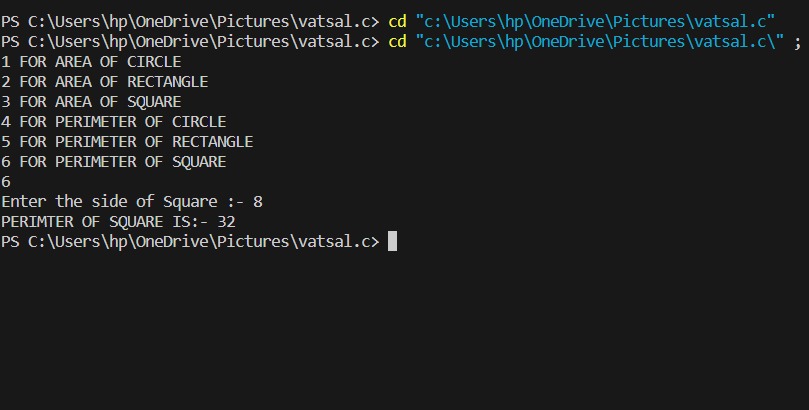 PS C:\Users\hp\OneDrive\Pictures\vatsal.c> cd "c:\Users\hp\OneDrive\Pictures\vatsal.c"
PS C:\Users\hp\OneDrive\Pictures\vatsal.c> cd "c:\Users\hp\OneDrive\Pictures\vatsal.c\" ;
1 FOR AREA OF CIRCLE
2 FOR AREA OF RECTANGLE
3 FOR AREA OF SQUARE
4 FOR PERIMETER OF CIRCLE
5 FOR PERIMETER OF RECTANGLE
6 FOR PERIMETER OF SQUARE
6
Enter the side of Square :- 8
PERIMTER OF SQUARE IS:- 32
PS C:\Users\hp\OneDrive\Pictures\vatsal.c>